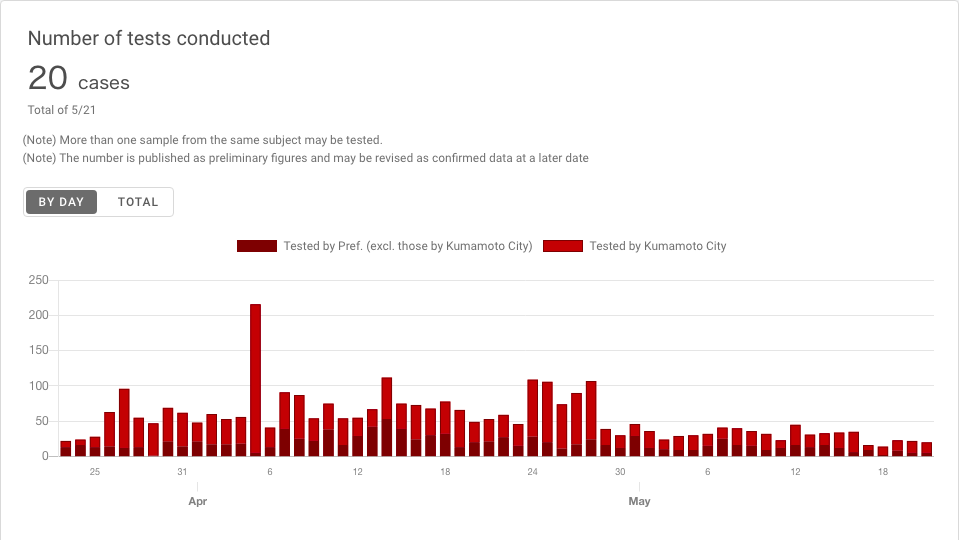 Number of tests conducted
20 cases
Total of 5/21
(Note) More than one sample from the same subject may be tested.
(Note) The number is published as preliminary figures and may be revised as confirmed data at a later date
BY DAY TOTAL
Tested by Pref. (excl. those by Kumamoto City) Tested by Kumamoto City
250
200
150
100
50
0
25 31 6 12 18 24 30 6 12 18
Apr May